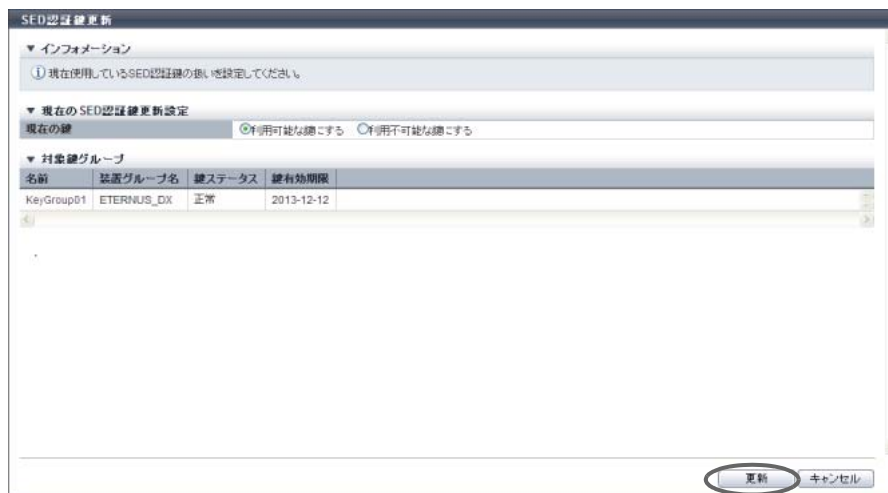 SED認証鍵更新
▼ インフォメーション
現在使用しているSED認証鍵の扱いを設定してください。
▼ 現在のSED認証鍵更新設定
現在の鍵 利用可能な鍵にする 利用不可能な鍵にする
▼ 対象鍵グループ
名前 装置グループ名 鍵ステータス 鍵有効期限
KeyGroup01 ETERNUS_DX 正常 2013-12-12
更新 キャンセル